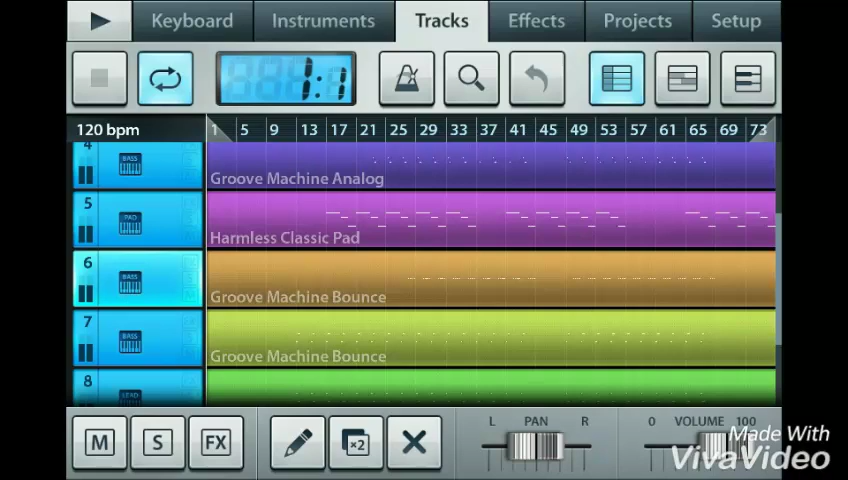 Keyboard Instruments Tracks Effects Projects Setup
1:1
120 bpm 1 5 9 13 17 21 25 29 33 37 41 45 49 53 57 61 65 69 73
4 BASS
Groove Machine Analog
5 PAD
Harmless Classic Pad
6 BASS
Groove Machine Bounce
7 BASS
Groove Machine Bounce
8 LEAD
M S FX ×2 L PAN R 0 VOLUME 100
Made With
VivaVideo